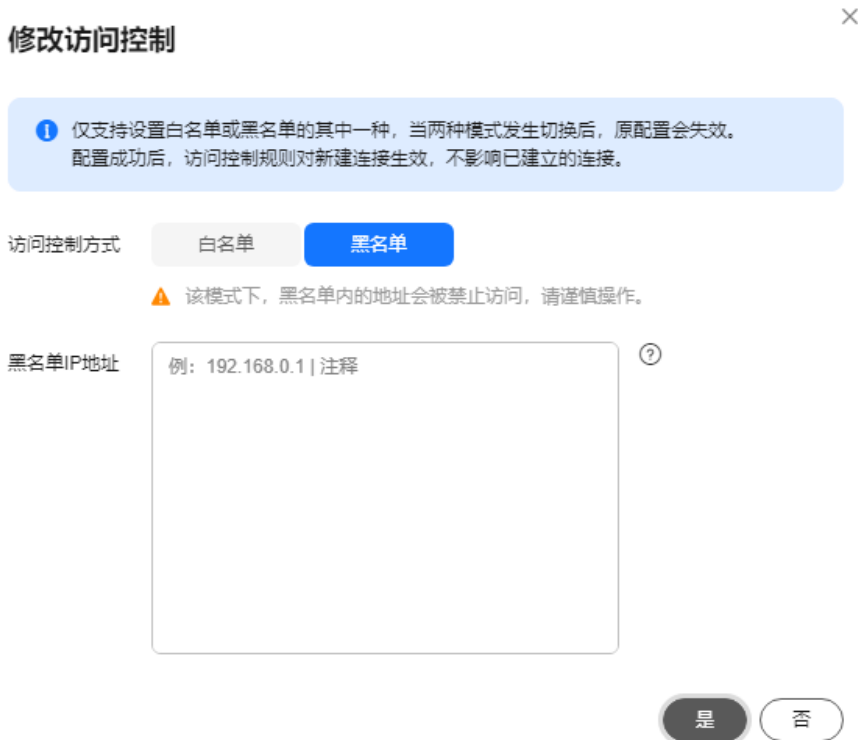 修改访问控制
仅支持设置白名单或黑名单的其中一种，当两种模式发生切换后，原配置会失效。
配置成功后，访问控制规则对新建连接生效，不影响已建立的连接。
访问控制方式 白名单 黑名单
该模式下，黑名单内的地址会被禁止访问，请谨慎操作。
黑名单IP地址 例：192.168.0.1 | 注释
是 否